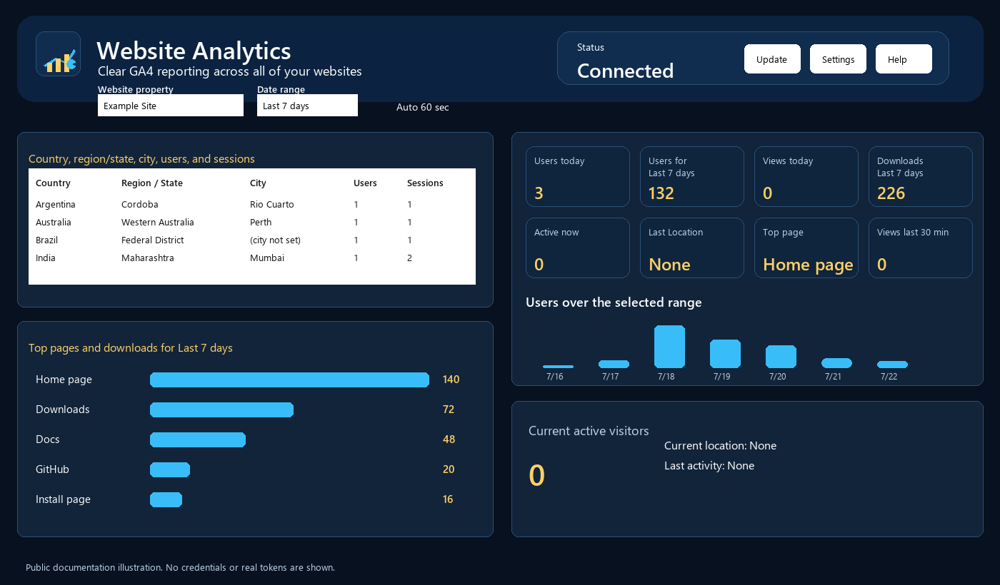 Website Analytics
Clear GA4 reporting across all of your websites
Website property
Date range
Example Site
Last 7 days
Auto 60 sec
Status
Connected
Update
Settings
Help
Country, region/state, city, users, and sessions
Country Region / State City Users Sessions
Argentina Cordoba Rio Cuarto 1 1
Australia Western Australia Perth 1 1
Brazil Federal District (city not set) 1 1
India Maharashtra Mumbai 1 2
Top pages and downloads for Last 7 days
Home page 140
Downloads 72
Docs 48
GitHub 20
Install page 16
Users today
3
Users for
Last 7 days
132
Views today
0
Downloads
Last 7 days
226
Active now
0
Last Location
None
Top page
Home page
Views last 30 min
0
Users over the selected range
7/16 7/17 7/18 7/19 7/20 7/21 7/22
Current active visitors
0
Current location: None
Last activity: None
Public documentation illustration. No credentials or real tokens are shown.